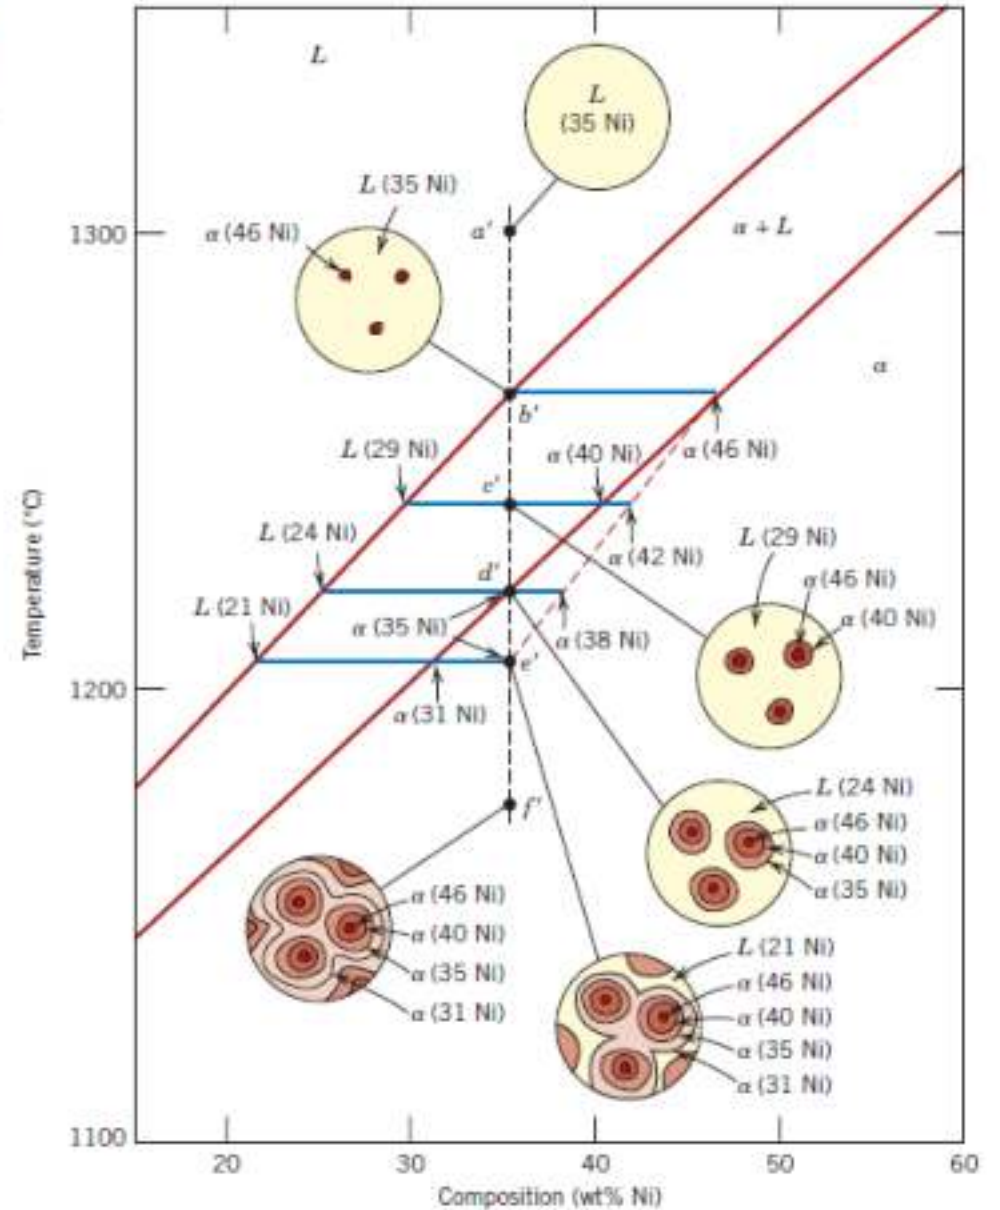 L
L
(35 Ni)
L (35 Ni)
α (46 Ni)
1300
a′
α + L
α
b′
L (29 Ni)
α (40 Ni)
α (46 Ni)
c′
L (24 Ni)
α (42 Ni)
L (29 Ni)
α (46 Ni)
α (40 Ni)
d′
L (21 Ni)
α (35 Ni)
α (38 Ni)
e′
Temperature (°C)
1200
α (31 Ni)
f′
L (24 Ni)
α (46 Ni)
α (40 Ni)
α (35 Ni)
α (46 Ni)
α (40 Ni)
α (35 Ni)
α (31 Ni)
L (21 Ni)
α (46 Ni)
α (40 Ni)
α (35 Ni)
α (31 Ni)
1100
20
30
40
50
60
Composition (wt% Ni)